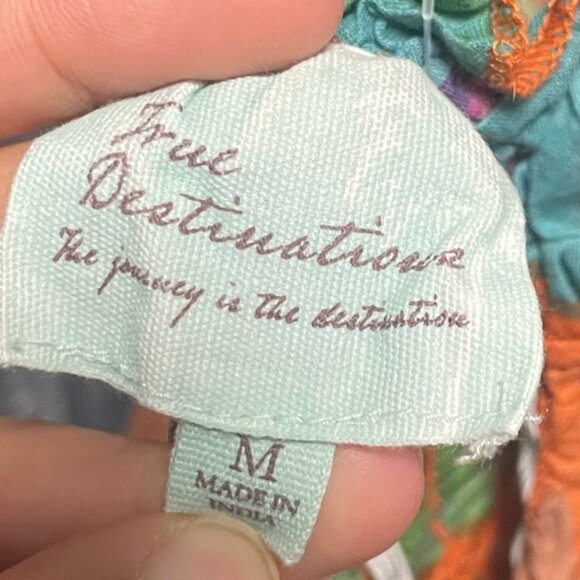 True
Destinations
The journey is the destination
M
MADE IN
INDIA